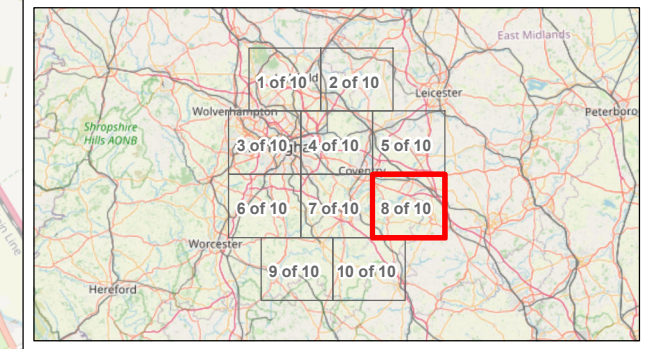 East Midlands
1 of 10
2 of 10
Leicester
Wolverhampton
Peterboro
Shropshire
Hills AONB
3 of 10
4 of 10
5 of 10
Coventry
6 of 10
7 of 10
8 of 10
Worcester
9 of 10
10 of 10
Hereford
Line